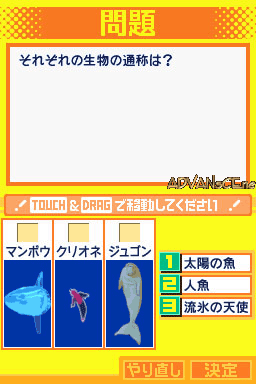 問題
それぞれの生物の通称は？
ADVANSCENE
TOUCH & DRAG で移動してください
マンボウ クリオネ ジュゴン
1 太陽の魚
2 人魚
3 流氷の天使
やり直し 決定